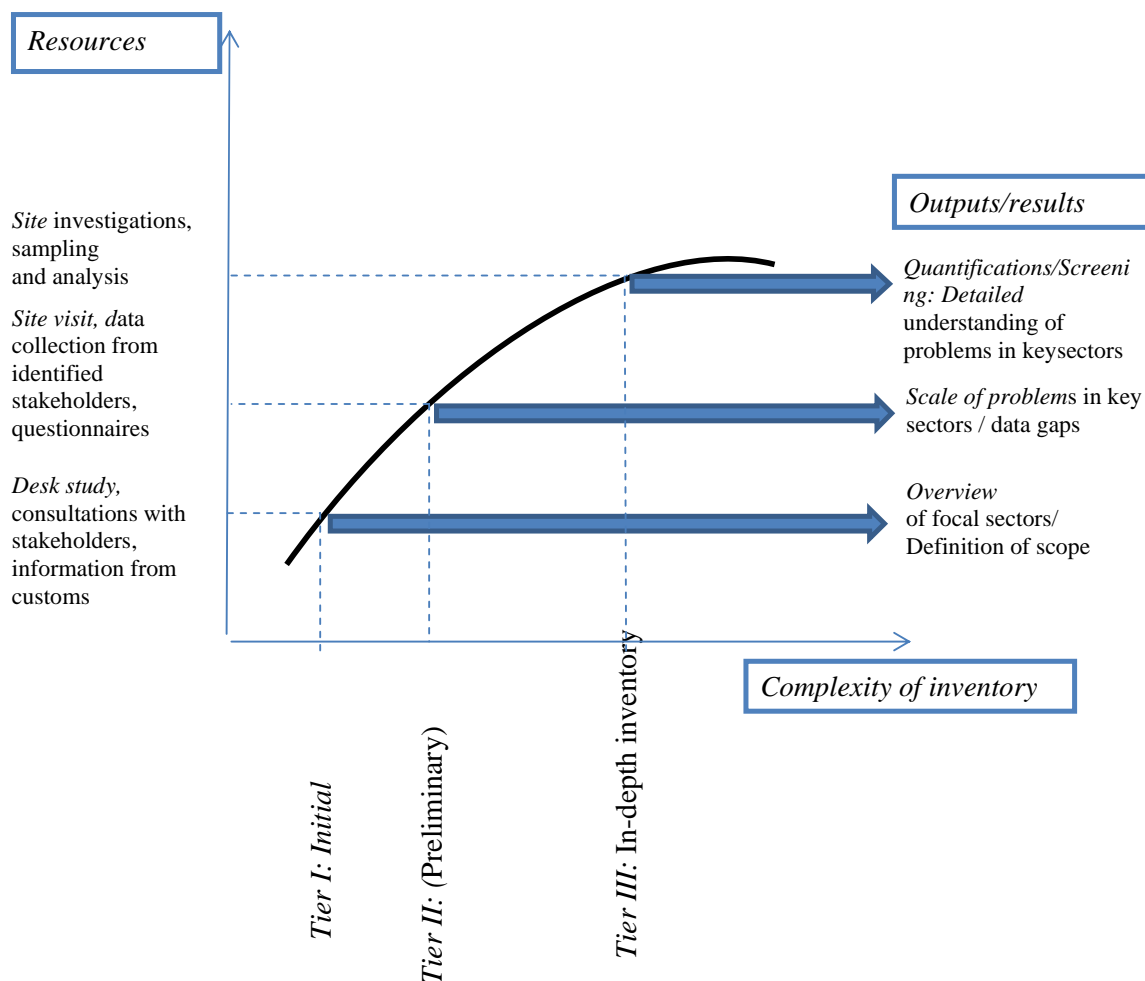 Resources
Site investigations,
sampling
and analysis
Site visit, data
collection from
identified
stakeholders,
questionnaires
Desk study,
consultations with
stakeholders,
information from
customs
Outputs/results
Quantifications/Screeni
ng: Detailed
understanding of
problems in keysectors
Scale of problems in key
sectors / data gaps
Overview
of focal sectors/
Definition of scope
Complexity of inventory
Tier I: Initial
Tier II: (Preliminary)
Tier III: In-depth inventory